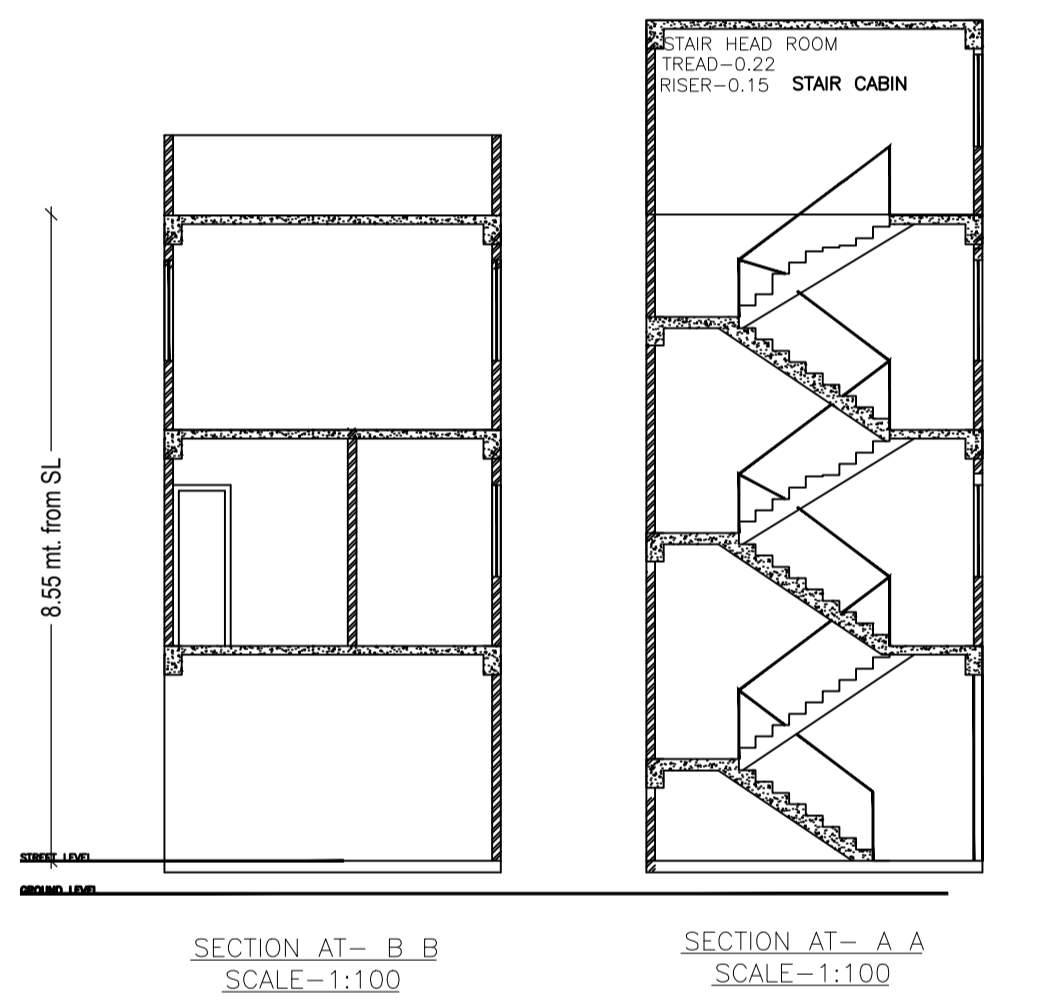 STAIR HEAD ROOM
TREAD-0.22
RISER-0.15 STAIR CABIN
8.55 mt. from SL
STREET LEVEL
GROUND LEVEL
SECTION AT- B B
SCALE-1:100
SECTION AT- A A
SCALE-1:100